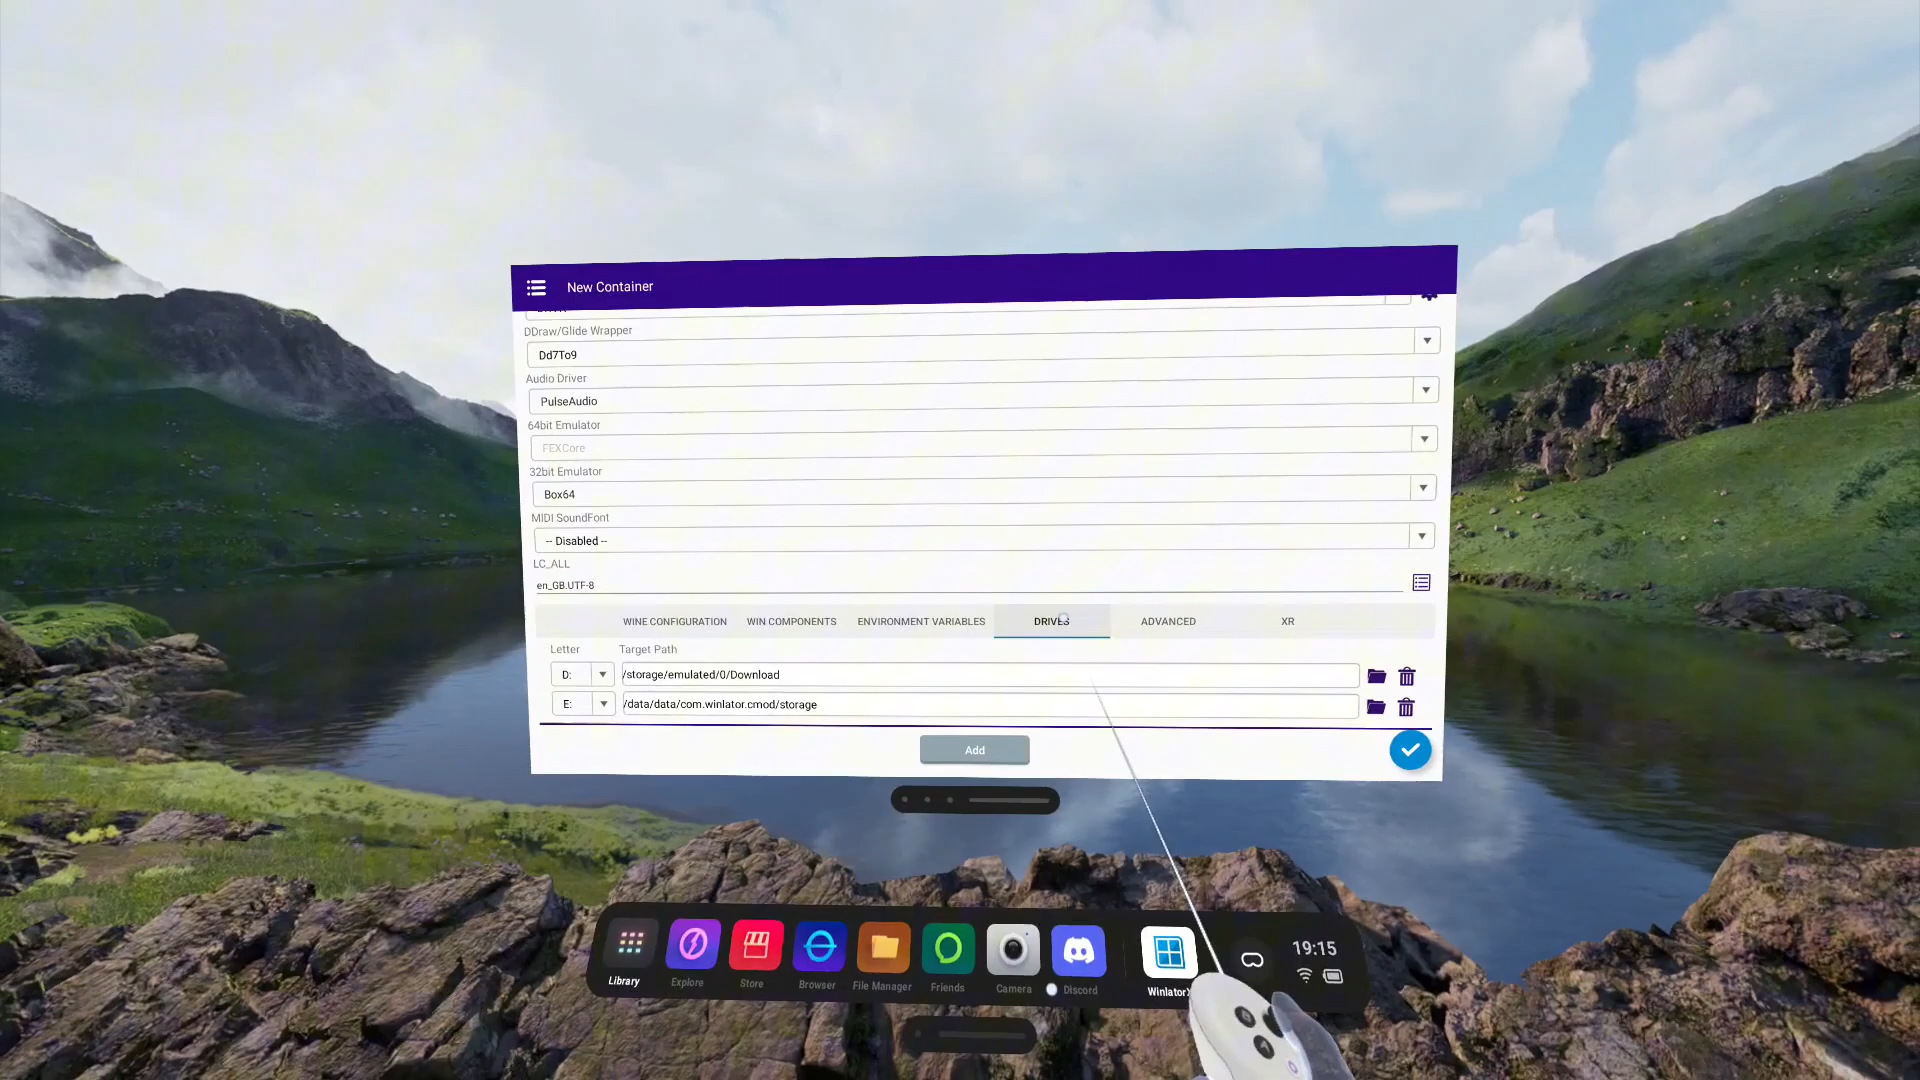 New Container
DDraw/Glide Wrapper
Dd7To9
Audio Driver
PulseAudio
64bit Emulator
FEXCore
32bit Emulator
Box64
MIDI SoundFont
-- Disabled --
LC_ALL
en_GB.UTF-8
WINE CONFIGURATION WIN COMPONENTS ENVIRONMENT VARIABLES DRIVES ADVANCED XR
Letter Target Path
D: /storage/emulated/0/Download
E: /data/data/com.winlator.cmod/storage
Add
19:15
Library Explore Store Browser File Manager Friends Camera Discord WinlatorX